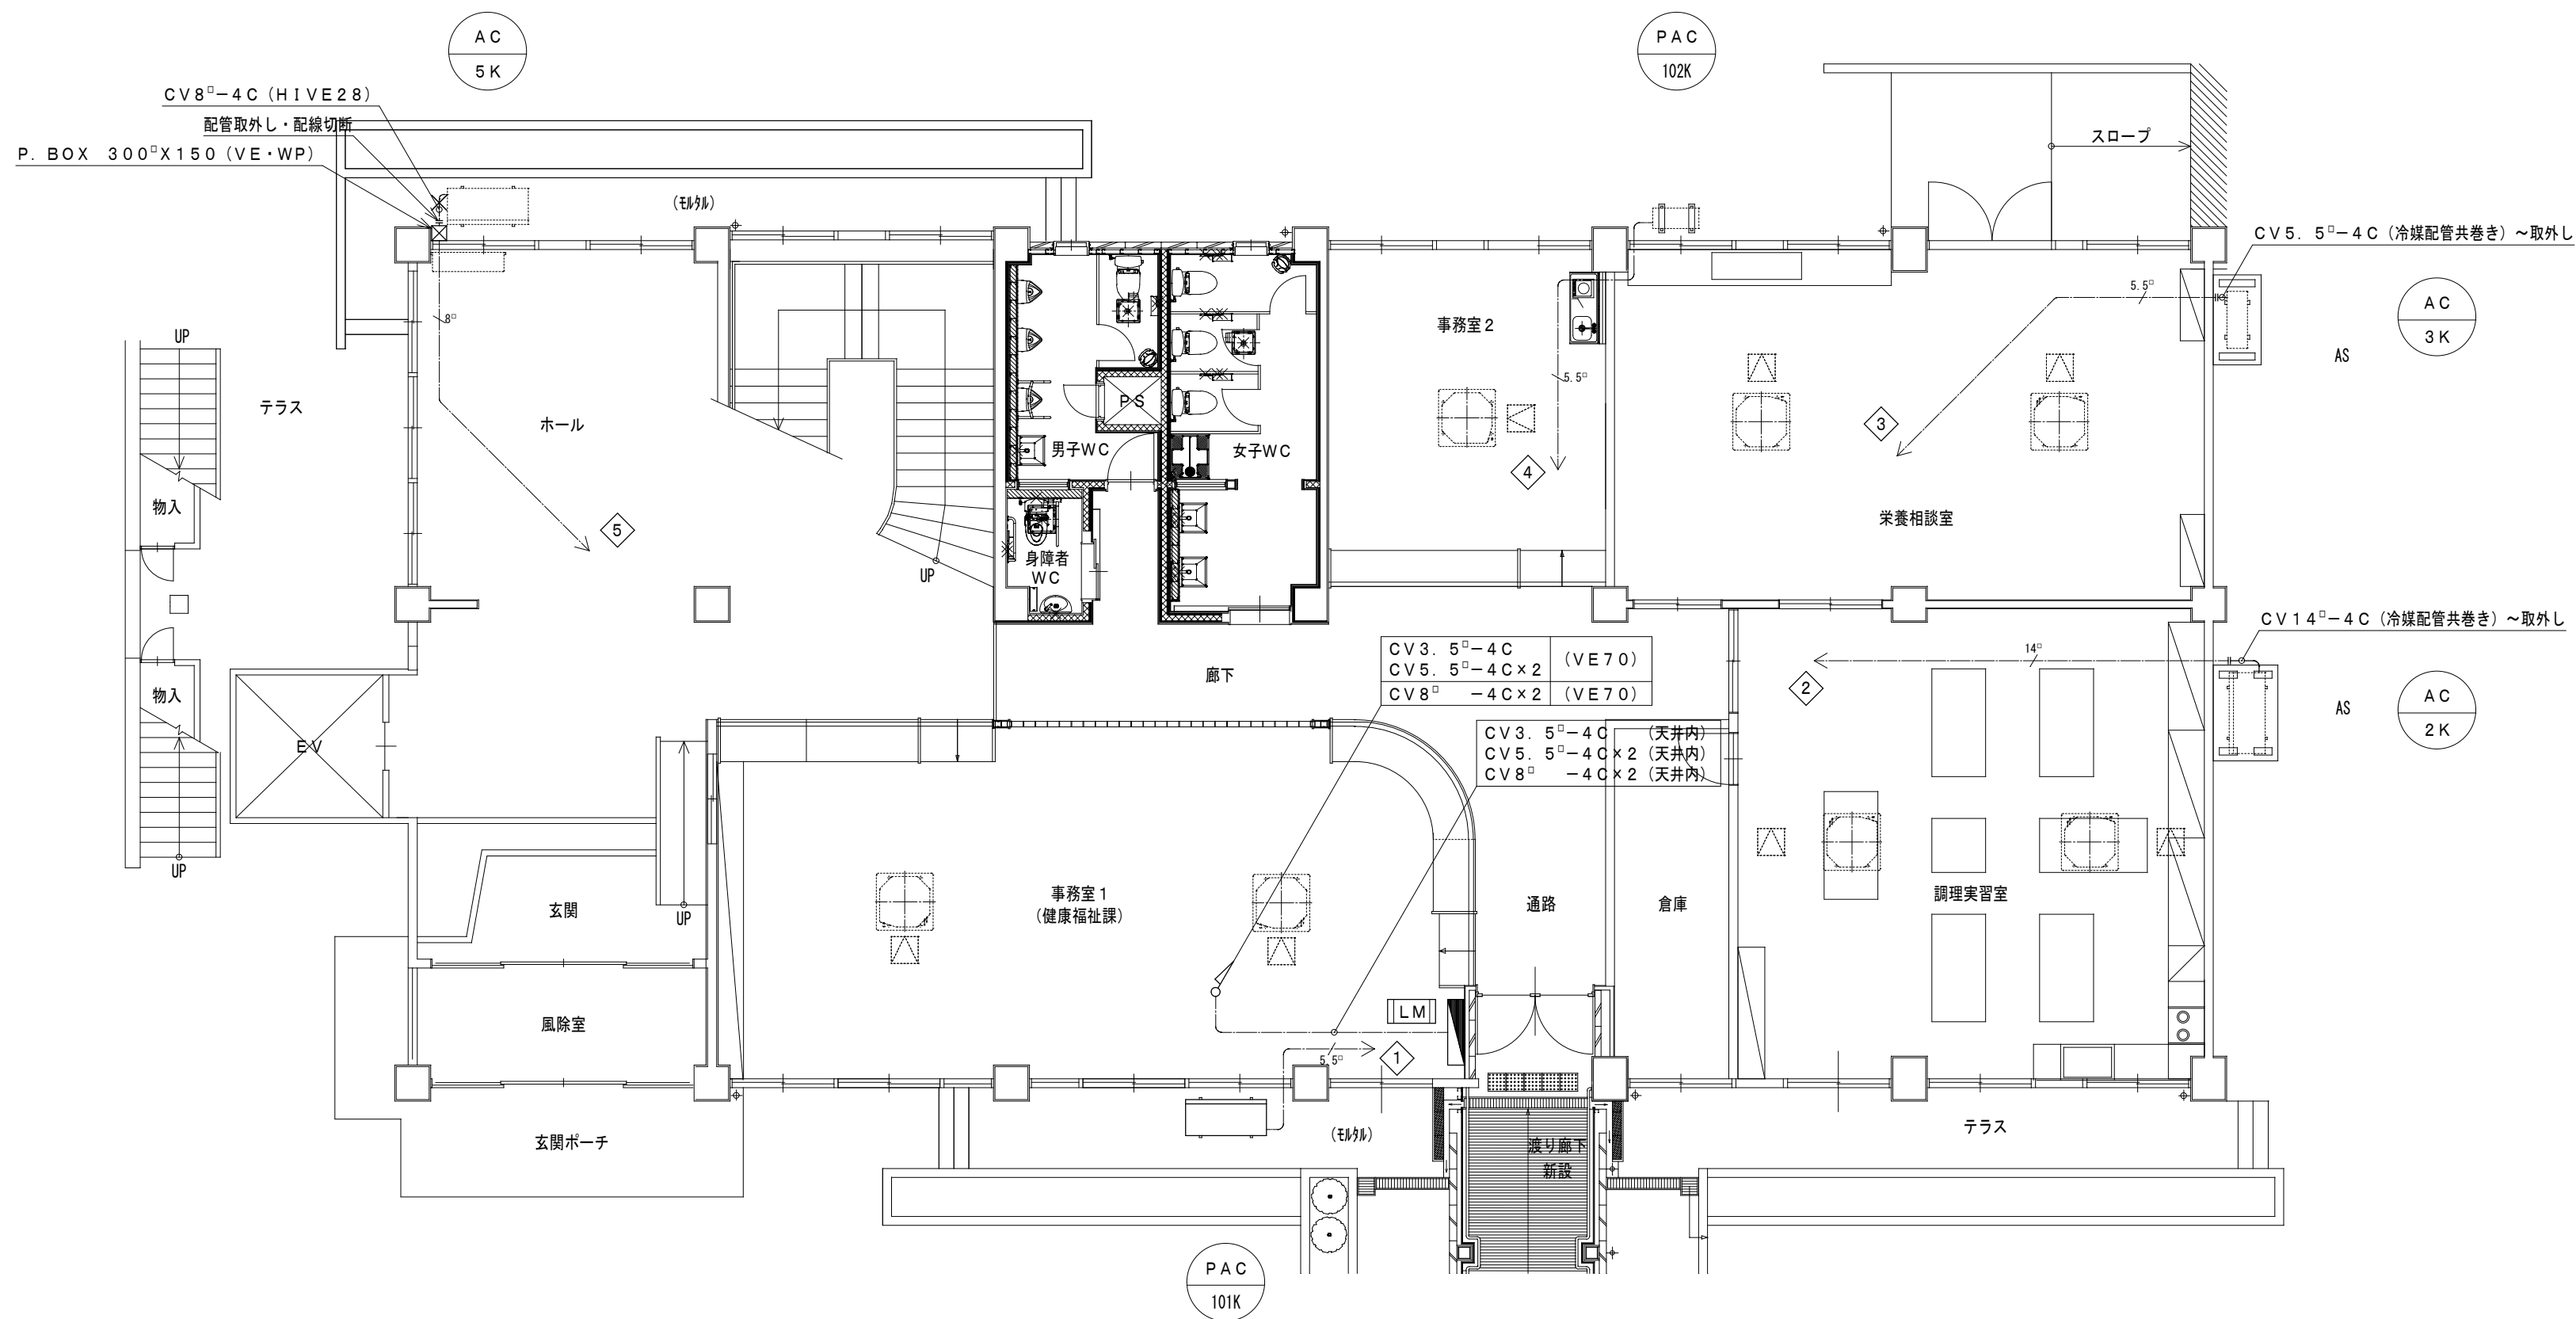 AC
5K
PAC
102K
CV8□−4C(HIVE28)
配管取外し・配線切断
P.BOX 300□X150(VE・WP)
(ﾓﾙﾀﾙ)
スロープ
CV5.5□−4C(冷媒配管共巻き)～取外し
5.5□
AC
3K
AS
8□
UP
テラス
ホール
事務室2
5.5□
PS
男子WC
女子WC
3
4
栄養相談室
物入
5
身障者
WC
UP
CV14□−4C(冷媒配管共巻き)～取外し
14□
CV3.5□−4C
CV5.5□−4C×2
(VE70)
CV8□ −4C×2
(VE70)
廊下
2
AC
2K
AS
物入
EV
CV3.5□−4C (天井内)
CV5.5□−4C×2(天井内)
CV8□ −4C×2(天井内)
UP
玄関
UP
事務室1
(健康福祉課)
通路
倉庫
調理実習室
風除室
LM
5.5□
1
玄関ポーチ
(ﾓﾙﾀﾙ)
渡り廊下
新設
テラス
PAC
101K